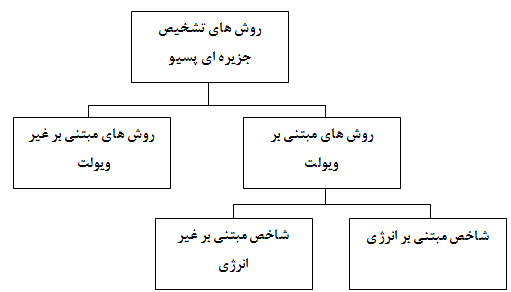 روش های تشخیص
جزیره ای پسیو
روش های مبتنی بر
ویولت
روش های مبتنی بر غیر
ویولت
شاخص مبتنی بر انرژی
شاخص مبتنی بر غیر
انرژی